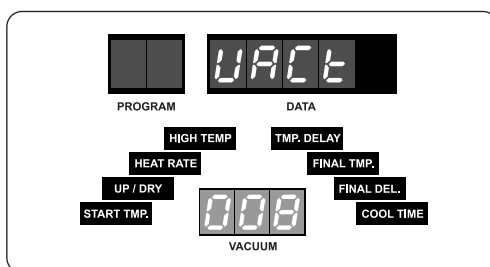 UACt
PROGRAM DATA
HIGH TEMP TMP. DELAY
HEAT RATE FINAL TMP.
UP / DRY FINAL DEL.
START TMP. 008 COOL TIME
VACUUM